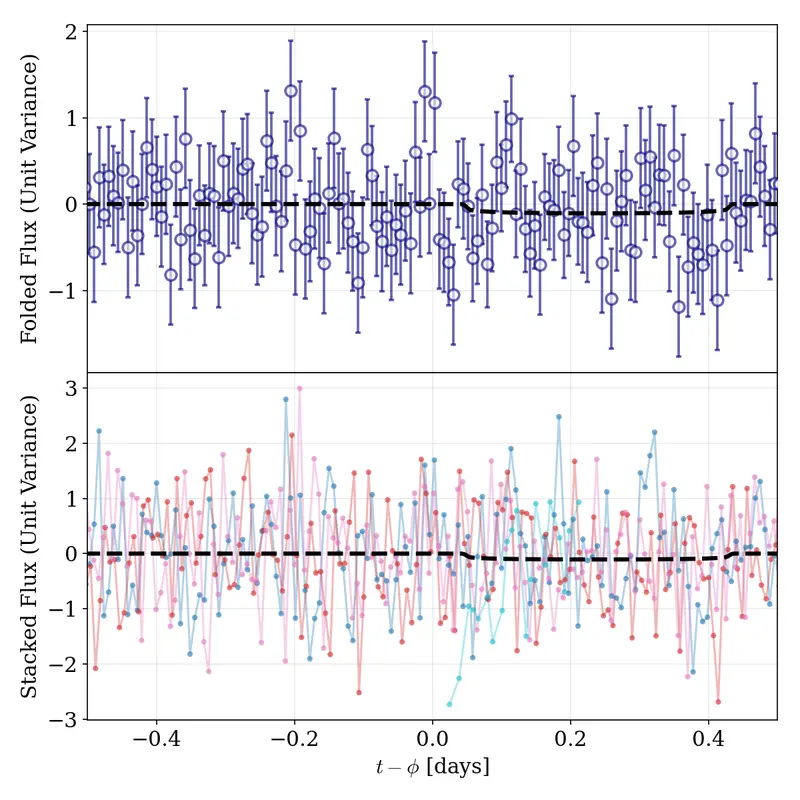 Folded Flux (Unit Variance)
2
1
0
−1
Stacked Flux (Unit Variance)
3
2
1
0
−1
−2
−3
−0.4 −0.2 0.0 0.2 0.4
t − ϕ [days]